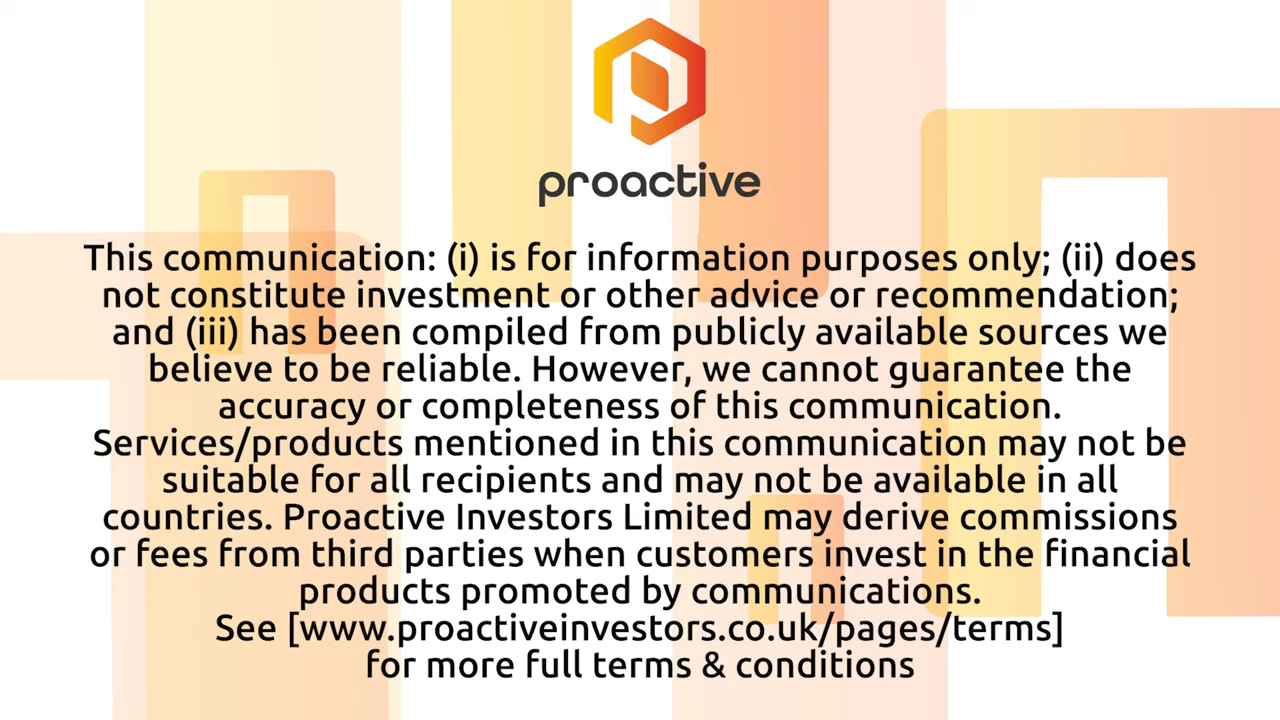 proactive
This communication: (i) is for information purposes only; (ii) does
not constitute investment or other advice or recommendation;
and (iii) has been compiled from publicly available sources we
believe to be reliable. However, we cannot guarantee the
accuracy or completeness of this communication.
Services/products mentioned in this communication may not be
suitable for all recipients and may not be available in all
countries. Proactive Investors Limited may derive commissions
or fees from third parties when customers invest in the financial
products promoted by communications.
See [www.proactiveinvestors.co.uk/pages/terms]
for more full terms & conditions